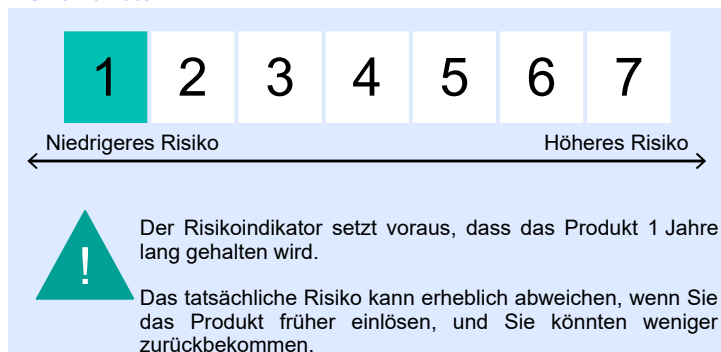 1 2 3 4 5 6 7
Niedrigeres Risiko Höheres Risiko
!
Der Risikoindikator setzt voraus, dass das Produkt 1 Jahre
lang gehalten wird.
Das tatsächliche Risiko kann erheblich abweichen, wenn Sie
das Produkt früher einlösen, und Sie könnten weniger
zurückbekommen.